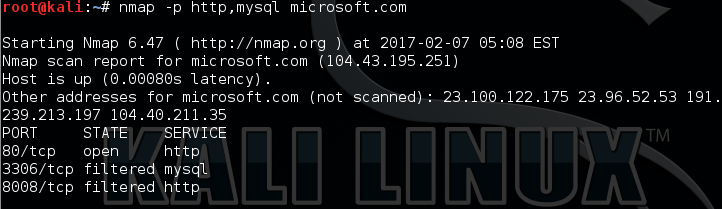 root@kali:~# nmap -p http,mysql microsoft.com
Starting Nmap 6.47 ( http://nmap.org ) at 2017-02-07 05:08 EST
Nmap scan report for microsoft.com (104.43.195.251)
Host is up (0.00080s latency).
Other addresses for microsoft.com (not scanned): 23.100.122.175 23.96.52.53 191.
239.213.197 104.40.211.35
PORT     STATE    SERVICE
80/tcp   open     http
3306/tcp filtered mysql
8008/tcp filtered http
KALI LINUX™